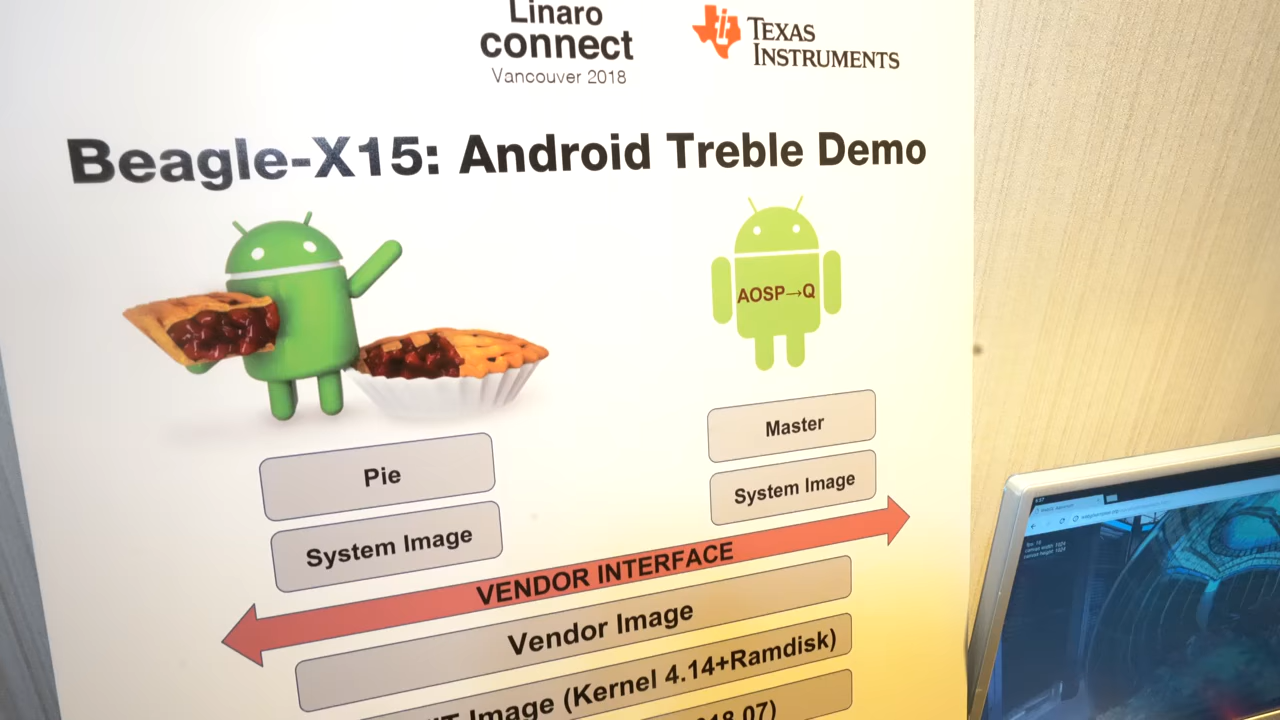 Linaro
connect
Vancouver 2018
TEXAS
INSTRUMENTS
Beagle-X15: Android Treble Demo
AOSP→Q
Pie
Master
System Image
System Image
VENDOR INTERFACE
Vendor Image
Image (Kernel 4.14+Ramdisk)